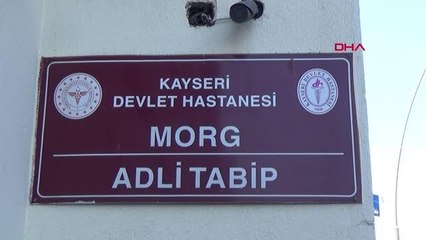 DHA
KAYSERİ
DEVLET HASTANESİ
MORG
ADLİ TABİP